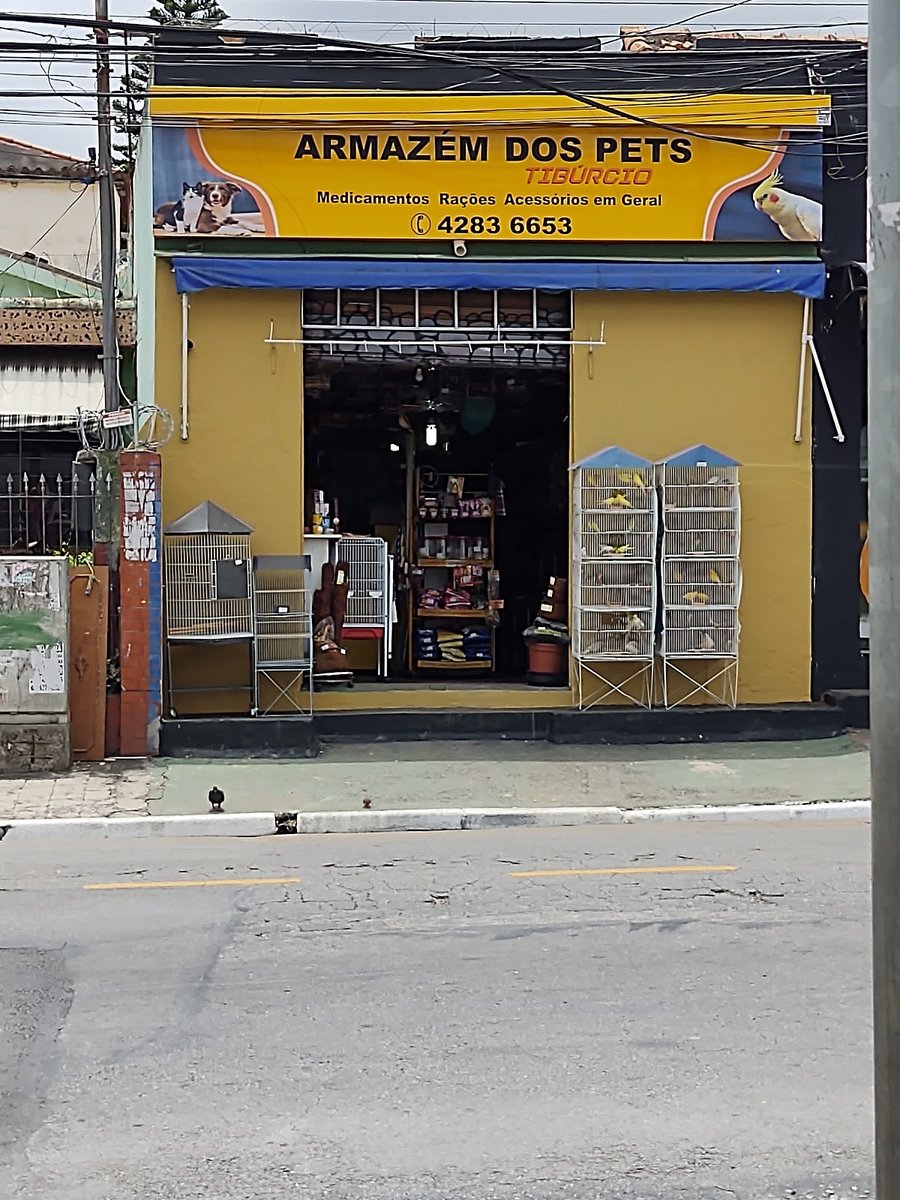 ARMAZÉM DOS PETS
TIBÚRCIO
Medicamentos Rações Acessórios em Geral
4283 6653